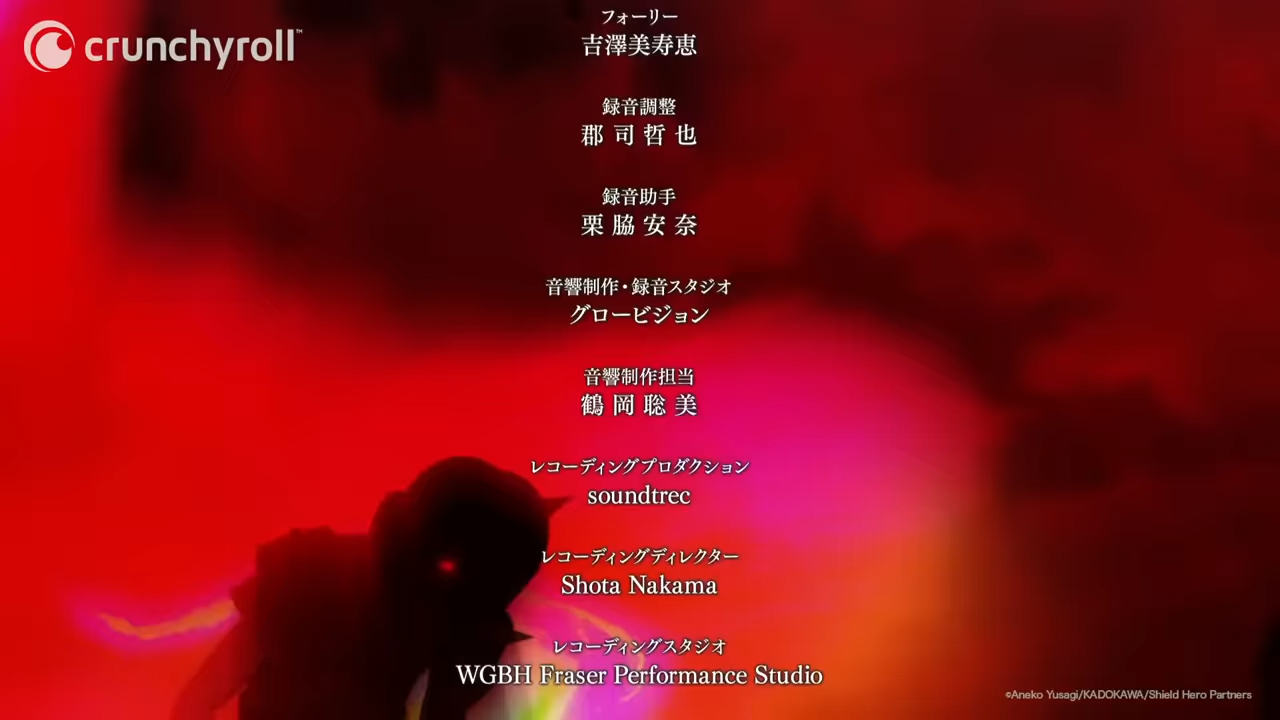 crunchyroll™
フォーリー
吉澤美寿恵
録音調整
郡司哲也
録音助手
栗脇安奈
音響制作・録音スタジオ
グロービジョン
音響制作担当
鶴岡聡美
レコーディングプロダクション
soundtrec
レコーディングディレクター
Shota Nakama
レコーディングスタジオ
WGBH Fraser Performance Studio
©Aneko Yusagi/KADOKAWA/Shield Hero Partners